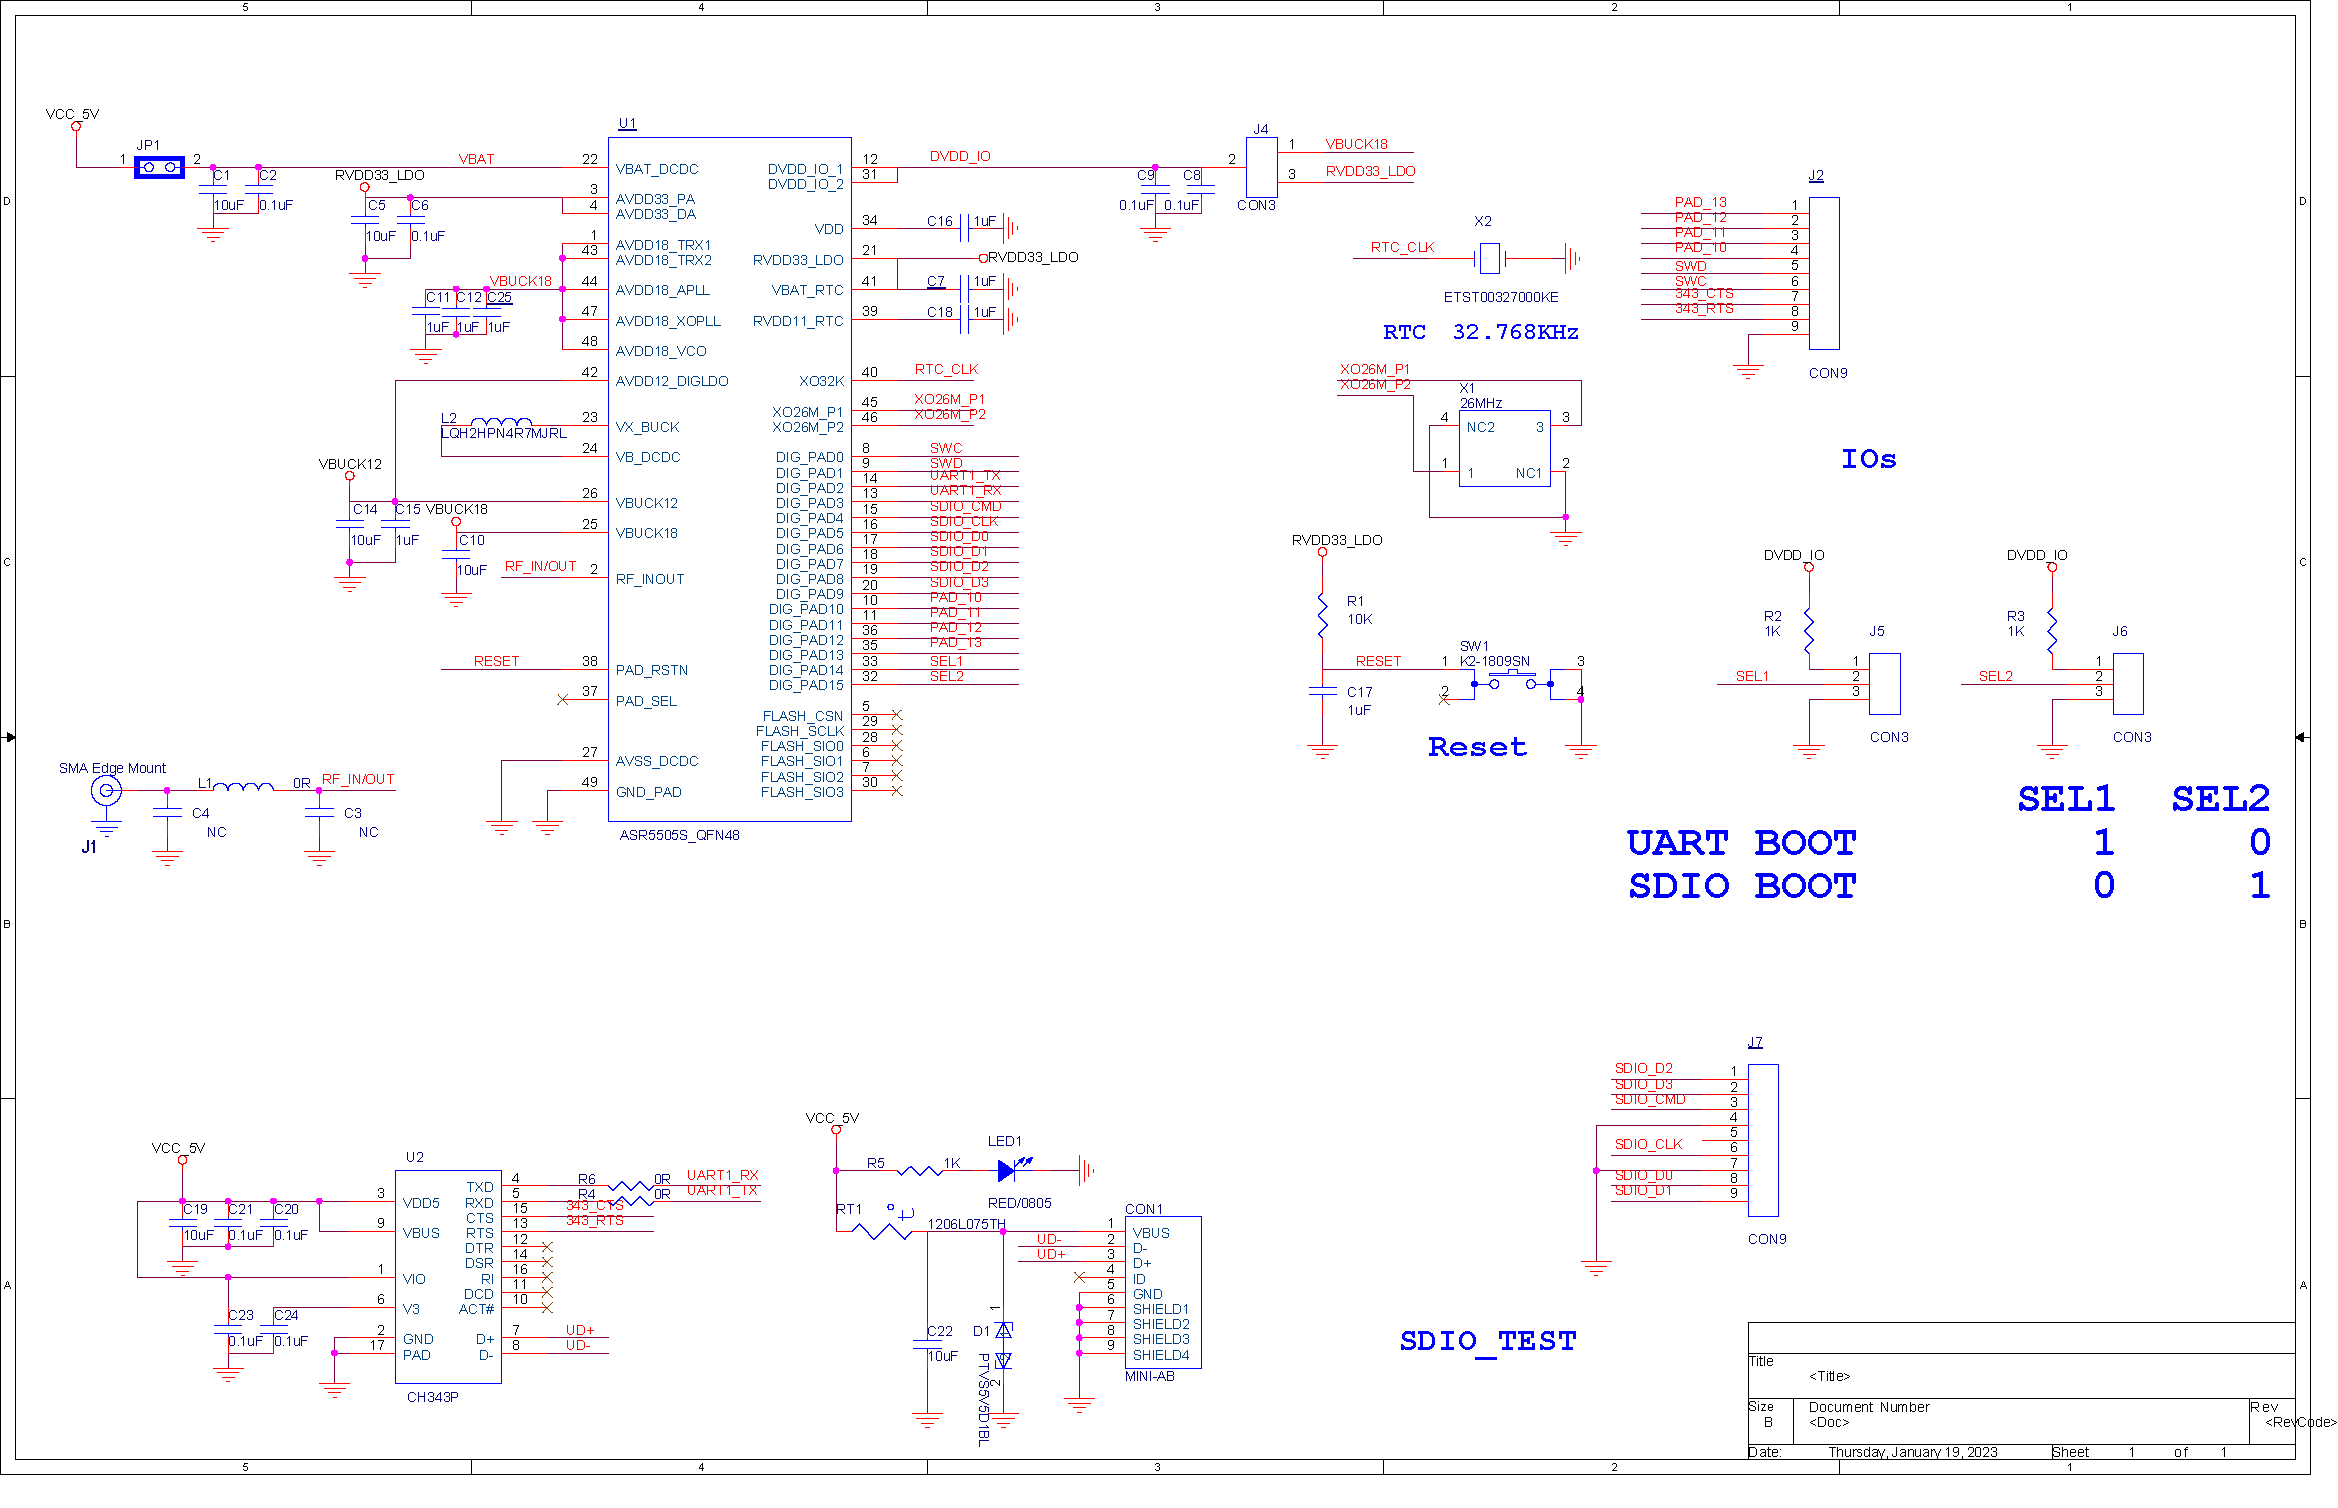 5 4 3 2 1
D
C
B
A
VCC_5V
JP1
1 2
VBAT
C1
10uF
C2
0.1uF
RVDD33_LDO
C5
10uF
C6
0.1uF
VBUCK18
C11
1uF
C12
1uF
C25
1uF
L2
LQH2HPN4R7MJRL
VBUCK12
C14
10uF
C15
1uF
VBUCK18
C10
10uF
RF_IN/OUT
RESET
SMA Edge Mount
J1
L1 0R
RF_IN/OUT
C4
NC
C3
NC
U1
22 VBAT_DCDC
3 AVDD33_PA
4 AVDD33_DA
1 AVDD18_TRX1
43 AVDD18_TRX2
44 AVDD18_APLL
47 AVDD18_XOPLL
48 AVDD18_VCO
42 AVDD12_DIGLDO
23 VX_BUCK
24 VB_DCDC
26 VBUCK12
25 VBUCK18
2 RF_INOUT
38 PAD_RSTN
37 PAD_SEL
27 AVSS_DCDC
49 GND_PAD
DVDD_IO_1 12 DVDD_IO
DVDD_IO_2 31
VDD 34 C16 1uF
RVDD33_LDO 21 RVDD33_LDO
VBAT_RTC 41 C7 1uF
RVDD11_RTC 39 C18 1uF
XO32K 40 RTC_CLK
XO26M_P1 45 XO26M_P1
XO26M_P2 46 XO26M_P2
DIG_PAD0 8 SWC
DIG_PAD1 9 SWD
DIG_PAD2 14 UART1_TX
DIG_PAD3 13 UART1_RX
DIG_PAD4 15 SDIO_CMD
DIG_PAD5 16 SDIO_CLK
DIG_PAD6 17 SDIO_D0
DIG_PAD7 18 SDIO_D1
DIG_PAD8 19 SDIO_D2
DIG_PAD9 20 SDIO_D3
DIG_PAD10 10 PAD_10
DIG_PAD11 11 PAD_11
DIG_PAD12 36 PAD_12
DIG_PAD13 35 PAD_13
DIG_PAD14 33 SEL1
DIG_PAD15 32 SEL2
FLASH_CSN 5
FLASH_SCLK 29
FLASH_SIO0 28
FLASH_SIO1 6
FLASH_SIO2 7
FLASH_SIO3 30
ASR5505S_QFN48
C9
0.1uF
C8
0.1uF
J4
2
1 VBUCK18
3 RVDD33_LDO
CON3
X2
RTC_CLK
ETST00327000KE
RTC 32.768KHz
XO26M_P1
XO26M_P2
X1
26MHz
4 NC2 3 3
1 1 NC1 2
J2
PAD_13 1
PAD_12 2
PAD_11 3
PAD_10 4
SWD 5
SWC 6
343_CTS 7
343_RTS 8
9
CON9
IOs
RVDD33_LDO
R1
10K
RESET
C17
1uF
SW1
K2-1809SN
1 3
2 4
Reset
DVDD_IO
R2
1K
J5
SEL1
1
2
3
CON3
DVDD_IO
R3
1K
J6
SEL2
1
2
3
CON3
SEL1 SEL2
UART BOOT 1 0
SDIO BOOT 0 1
VCC_5V
C19
10uF
C21
0.1uF
C20
0.1uF
C23
0.1uF
C24
0.1uF
U2
3 VDD5
9 VBUS
1 VIO
6 V3
2 GND
17 PAD
TXD 4 R6 0R UART1_RX
RXD 5 R4 0R UART1_TX
CTS 15 343_CTS
RTS 13 343_RTS
DTR 12
DSR 14
RI 16
DCD 11
ACT# 10
D+ 7 UD+
D- 8 UD-
CH343P
VCC_5V
R5 1K
LED1
RED/0805
RT1
t
1206L075TH
C22
10uF
D1
1
2
PTVS5V5D1BL
CON1
1 VBUS
UD- 2 D-
UD+ 3 D+
4 ID
5 GND
6 SHIELD1
7 SHIELD2
8 SHIELD3
9 SHIELD4
MINI-AB
J7
SDIO_D2 1
SDIO_D3 2
SDIO_CMD 3
4
5
SDIO_CLK 6
7
SDIO_D0 8
SDIO_D1 9
CON9
SDIO_TEST
Title
<Title>
Size
B
Document Number
<Doc>
Rev
<RevCode>
Date: Thursday, January 19, 2023 Sheet 1 of 1
5 4 3 2 1
D
C
B
A